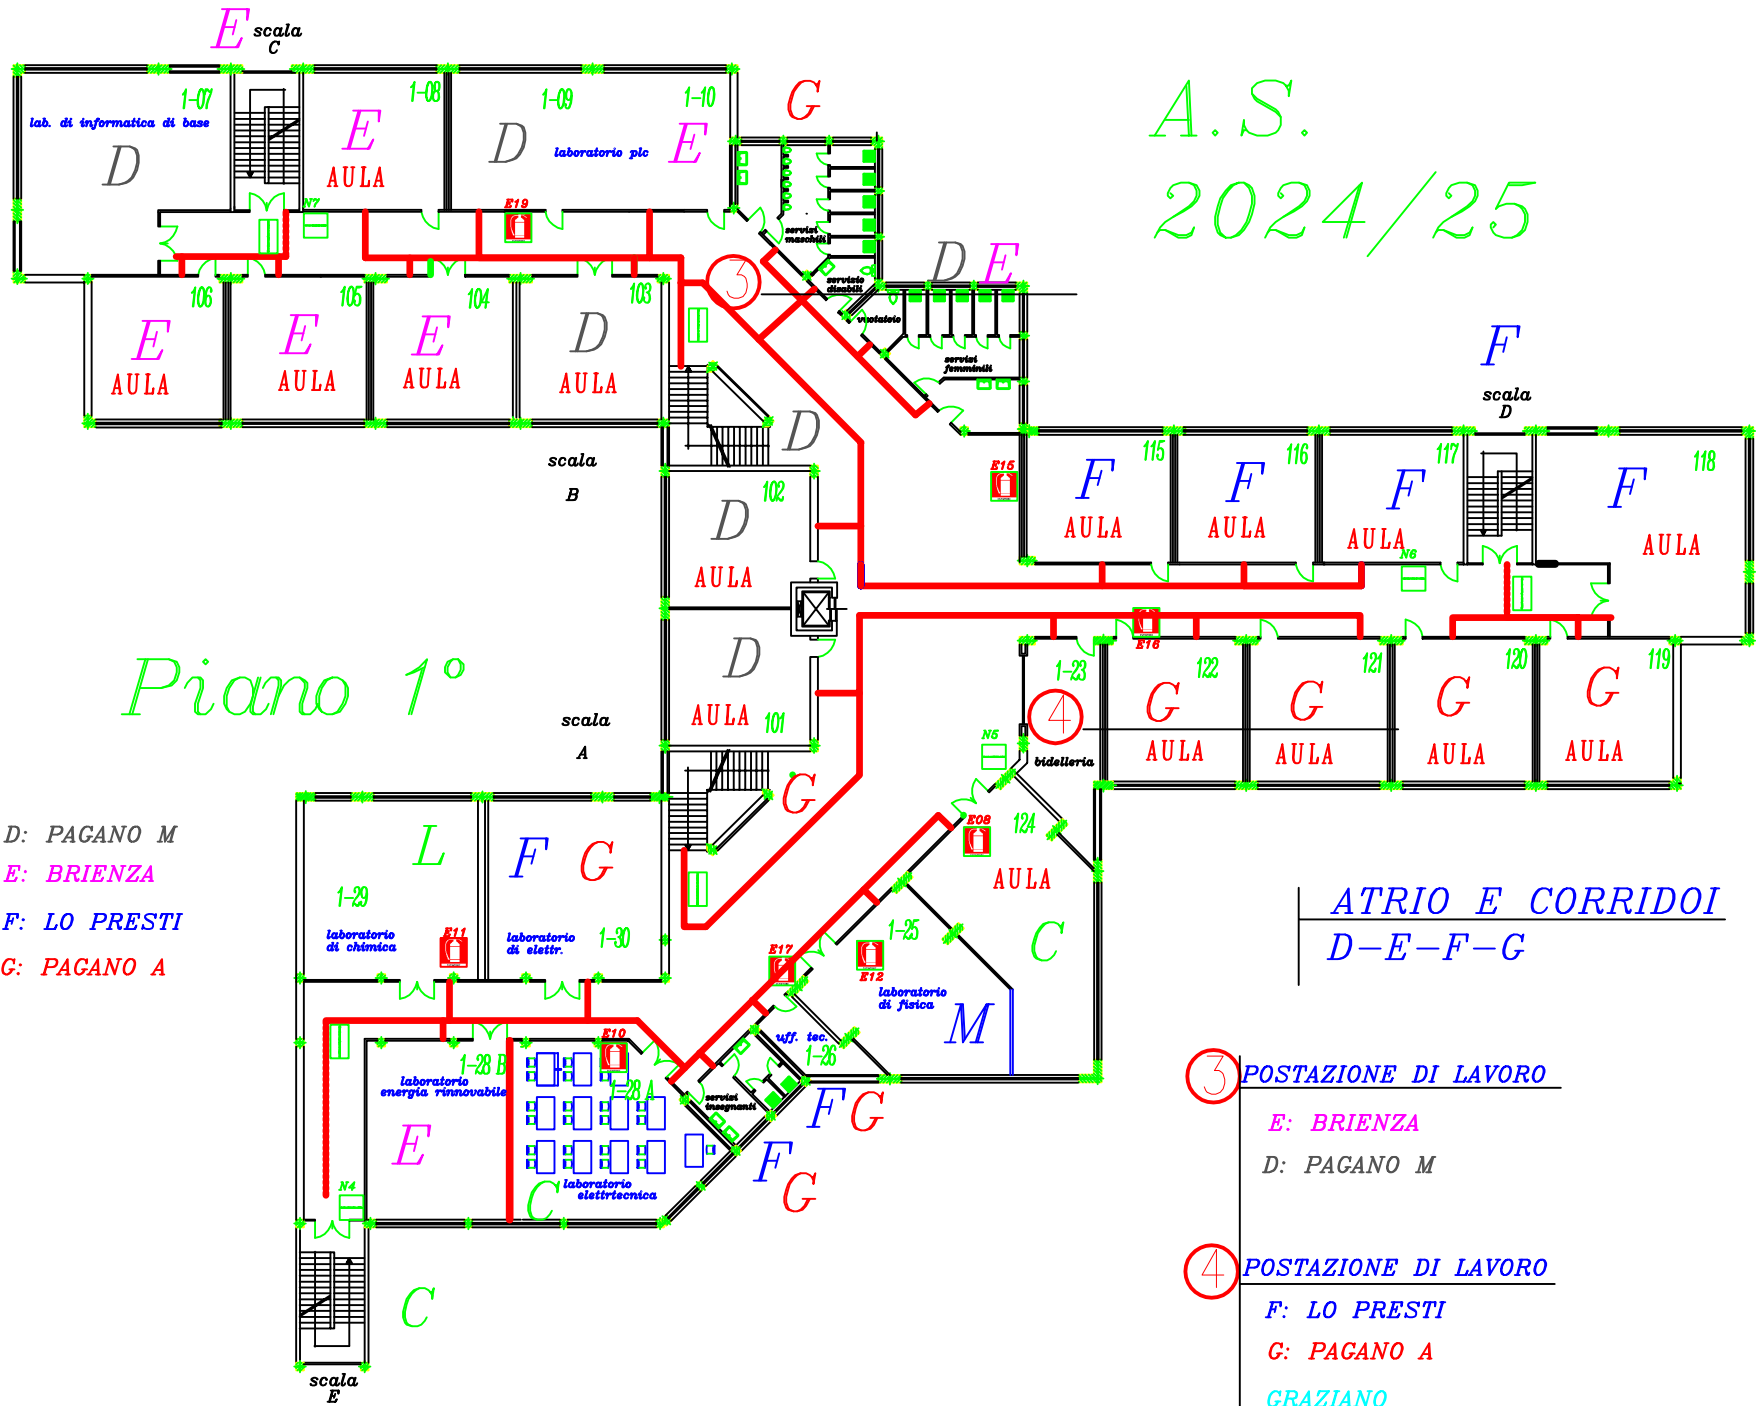 E
scala
C
1-07
1-08
1-09
1-10
G
A.S.
2024/25
lab. di informatica di base
D
E
AULA
D
laboratorio plc
E
N7
E19
servizi
maschili
servizio
disabili
vuotatoio
servizi
femminili
D E
3
106
105
104
103
E
AULA
E
AULA
E
AULA
D
AULA
F
scala
D
D
scala
B
102
D
AULA
E15
115
116
117
118
F
AULA
F
AULA
F
AULA
N6
F
AULA
E16
D
AULA
101
Piano 1°
scala
A
G
1-23
122
121
120
119
4
G
AULA
G
AULA
G
AULA
G
AULA
N5
bidelleria
D: PAGANO M
E: BRIENZA
F: LO PRESTI
G: PAGANO A
L
1-29
laboratorio
di chimica
E11
F G
1-30
laboratorio
di elettr.
E08
124
AULA
C
E17
1-25
E12
laboratorio
di fisica
M
uff. tec.
1-26
ATRIO E CORRIDOI
D-E-F-G
E10
1-28 B
laboratorio
energia rinnovabile
E
1-28 A
servizi
insegnanti
F G
F
G
laboratorio
elettrtecnica
C
N4
C
scala
E
3
POSTAZIONE DI LAVORO
E: BRIENZA
D: PAGANO M
4
POSTAZIONE DI LAVORO
F: LO PRESTI
G: PAGANO A
GRAZIANO